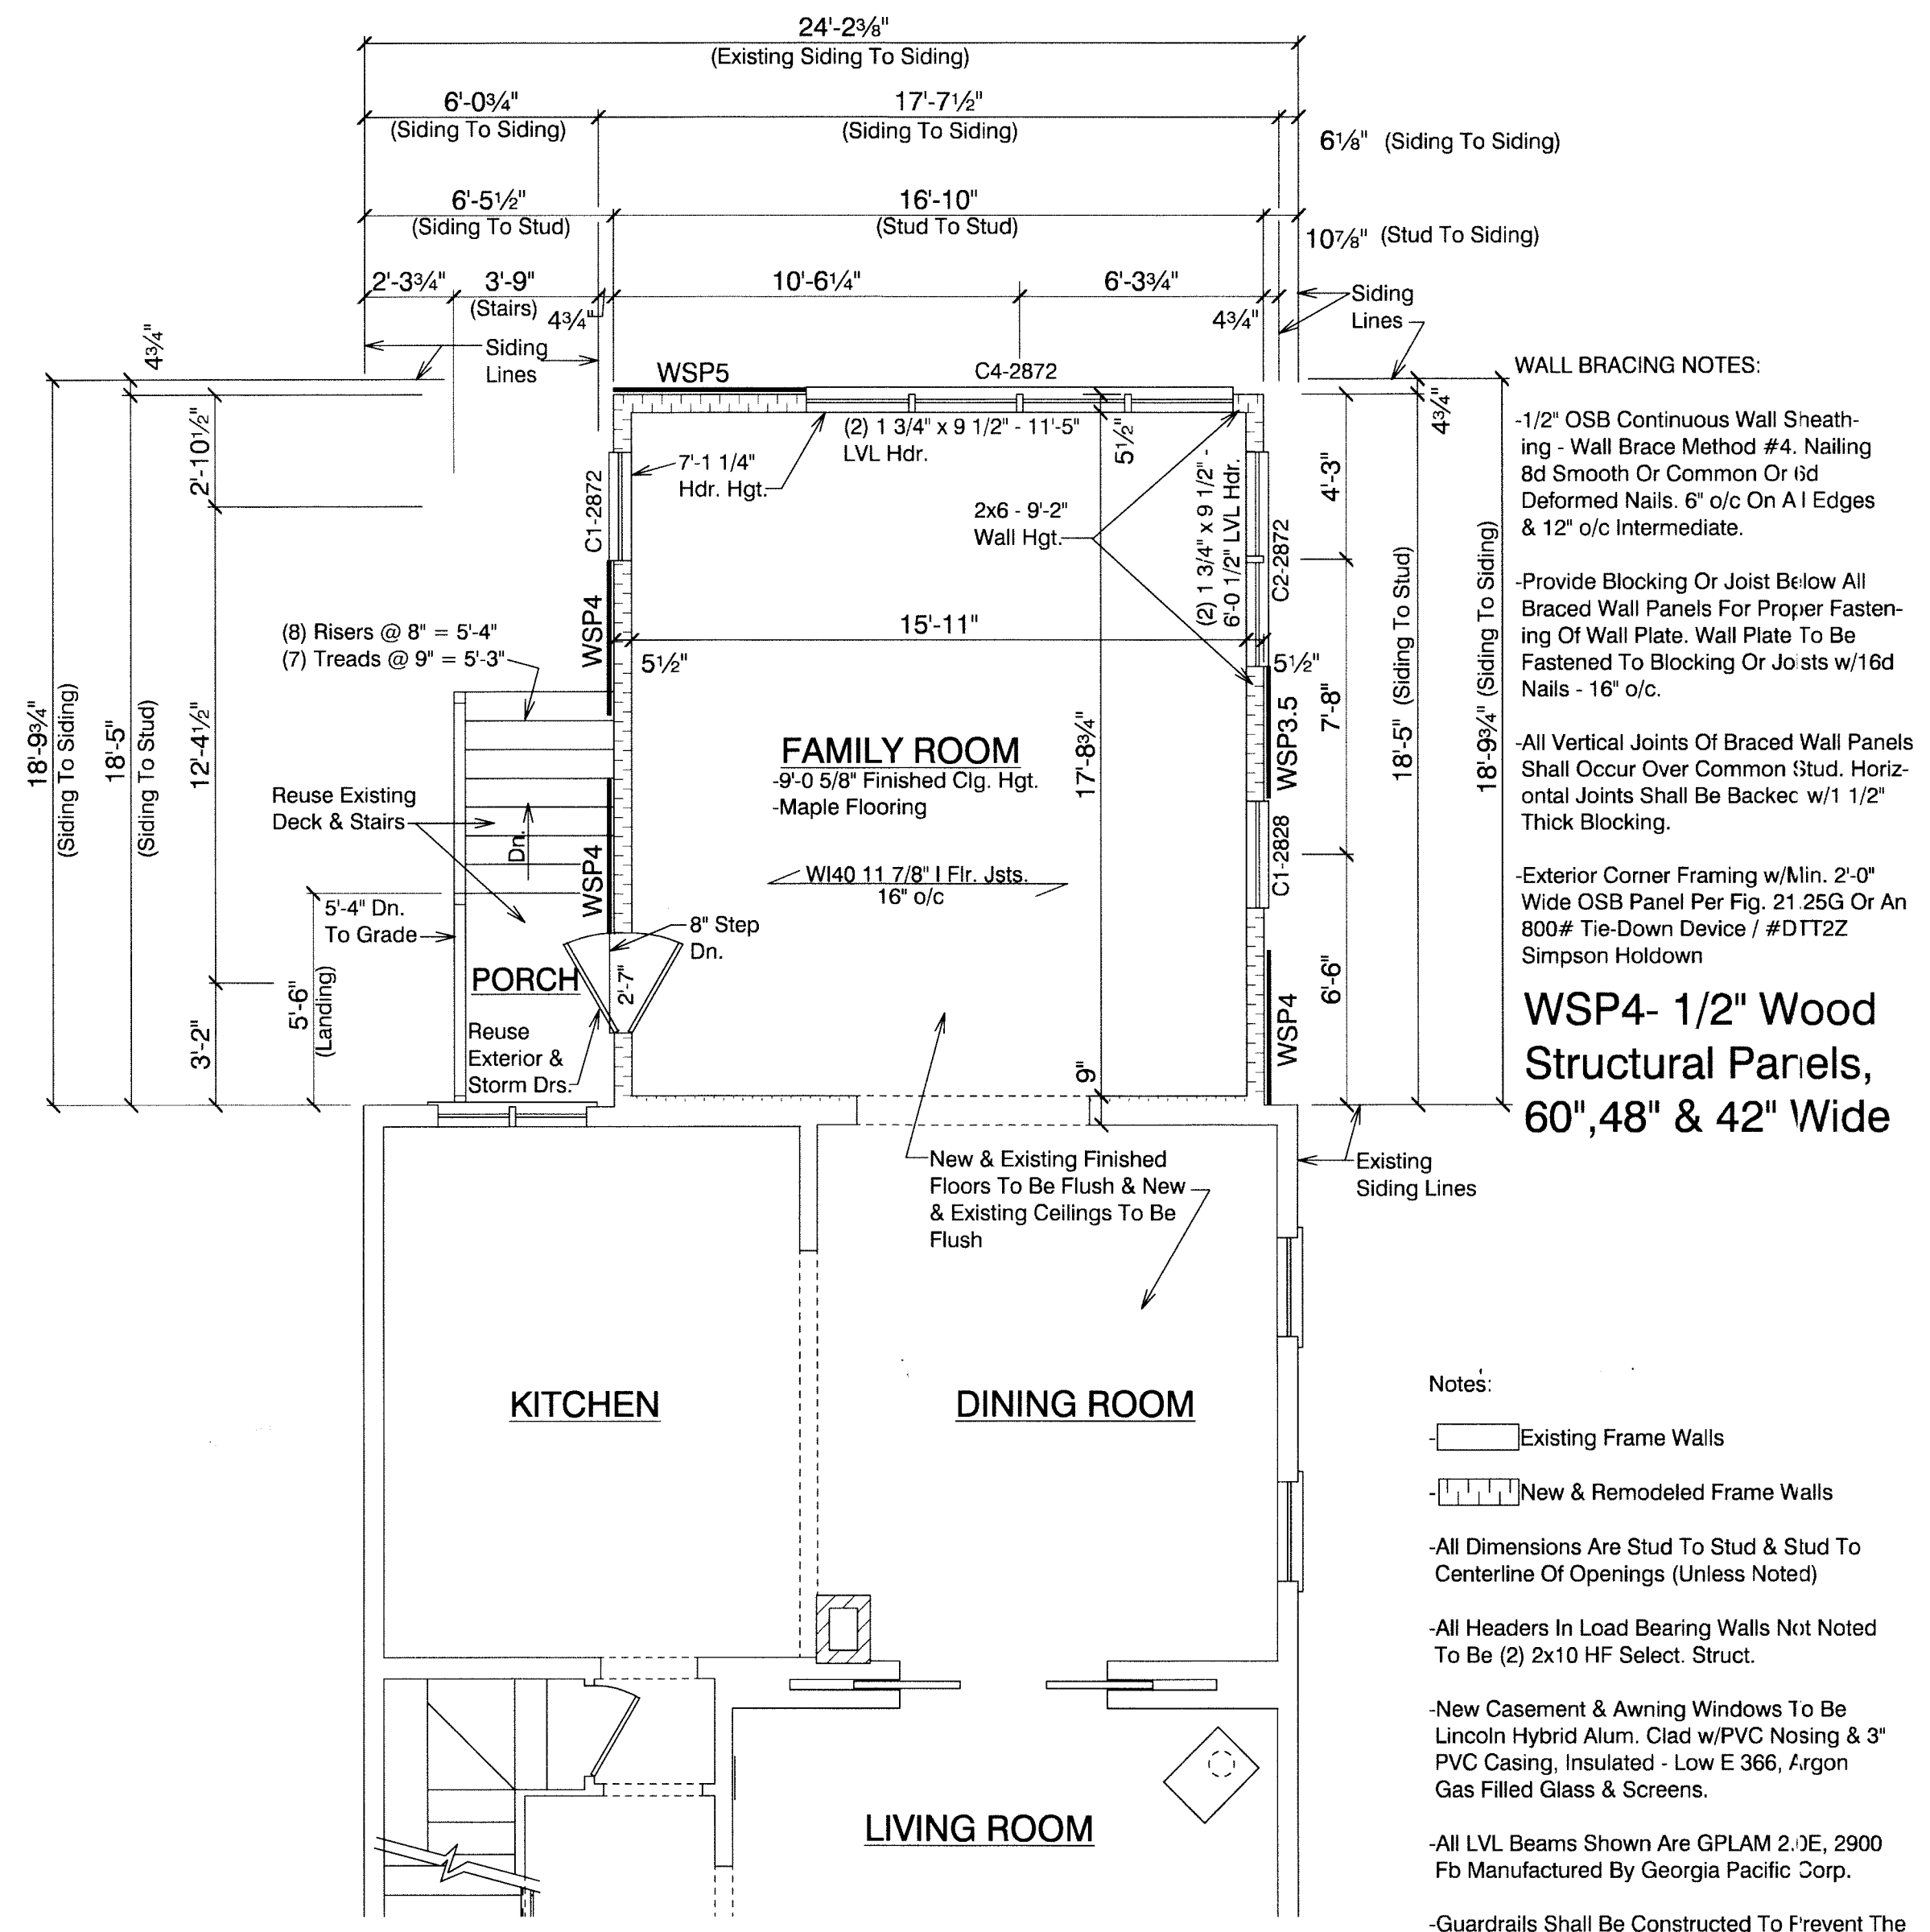 24'-2⅜"
(Existing Siding To Siding)
6'-0¾"
(Siding To Siding)
17'-7½"
(Siding To Siding)
6⅛" (Siding To Siding)
6'-5½"
(Siding To Stud)
16'-10"
(Stud To Stud)
10⅞" (Stud To Siding)
2'-3¾"
3'-9"
(Stairs)
4¾"
10'-6¼"
6'-3¾"
4¾"
Siding
Lines
Siding
Lines
4¾"
WSP5
C4-2872
(2) 1 3/4" x 9 1/2" - 11'-5"
LVL Hdr.
5½"
7'-1 1/4"
Hdr. Hgt.
2x6 - 9'-2"
Wall Hgt.
(2) 1 3/4" x 9 1/2" -
6'-0 1/2" LVL Hdr.
C1-2872
C2-2872
2'-10½"
4'-3"
4¾"
18'-9¾"
(Siding To Siding)
18'-5"
(Siding To Stud)
12'-4½"
3'-2"
5'-6"
(Landing)
(8) Risers @ 8" = 5'-4"
(7) Treads @ 9" = 5'-3"
WSP4
5½"
15'-11"
5½"
WSP3.5
7'-8"
18'-5" (Siding To Stud)
18'-9¾" (Siding To Siding)
FAMILY ROOM
-9'-0 5/8" Finished Clg. Hgt.
-Maple Flooring
17'-8¾"
Reuse Existing
Deck & Stairs
Dn.
WSP4
WI40 11 7/8" I Flr. Jsts.
16" o/c
C1-2828
5'-4" Dn.
To Grade
8" Step
Dn.
PORCH
2'-7"
Reuse
Exterior &
Storm Drs.
9"
WSP4
6'-6"
New & Existing Finished
Floors To Be Flush & New
& Existing Ceilings To Be
Flush
Existing
Siding Lines
KITCHEN
DINING ROOM
LIVING ROOM
WALL BRACING NOTES:
-1/2" OSB Continuous Wall Sheath-
ing - Wall Brace Method #4. Nailing
8d Smooth Or Common Or 6d
Deformed Nails. 6" o/c On All Edges
& 12" o/c Intermediate.
-Provide Blocking Or Joist Below All
Braced Wall Panels For Proper Fasten-
ing Of Wall Plate. Wall Plate To Be
Fastened To Blocking Or Joists w/16d
Nails - 16" o/c.
-All Vertical Joints Of Braced Wall Panels
Shall Occur Over Common Stud. Horiz-
ontal Joints Shall Be Backed w/1 1/2"
Thick Blocking.
-Exterior Corner Framing w/Min. 2'-0"
Wide OSB Panel Per Fig. 21.25G Or An
800# Tie-Down Device / #DTT2Z
Simpson Holdown
WSP4- 1/2" Wood
Structural Panels,
60",48" & 42" Wide
Notes:
-Existing Frame Walls
-New & Remodeled Frame Walls
-All Dimensions Are Stud To Stud & Stud To
Centerline Of Openings (Unless Noted)
-All Headers In Load Bearing Walls Not Noted
To Be (2) 2x10 HF Select. Struct.
-New Casement & Awning Windows To Be
Lincoln Hybrid Alum. Clad w/PVC Nosing & 3"
PVC Casing, Insulated - Low E 366, Argon
Gas Filled Glass & Screens.
-All LVL Beams Shown Are GPLAM 2.0E, 2900
Fb Manufactured By Georgia Pacific Corp.
-Guardrails Shall Be Constructed To Prevent The